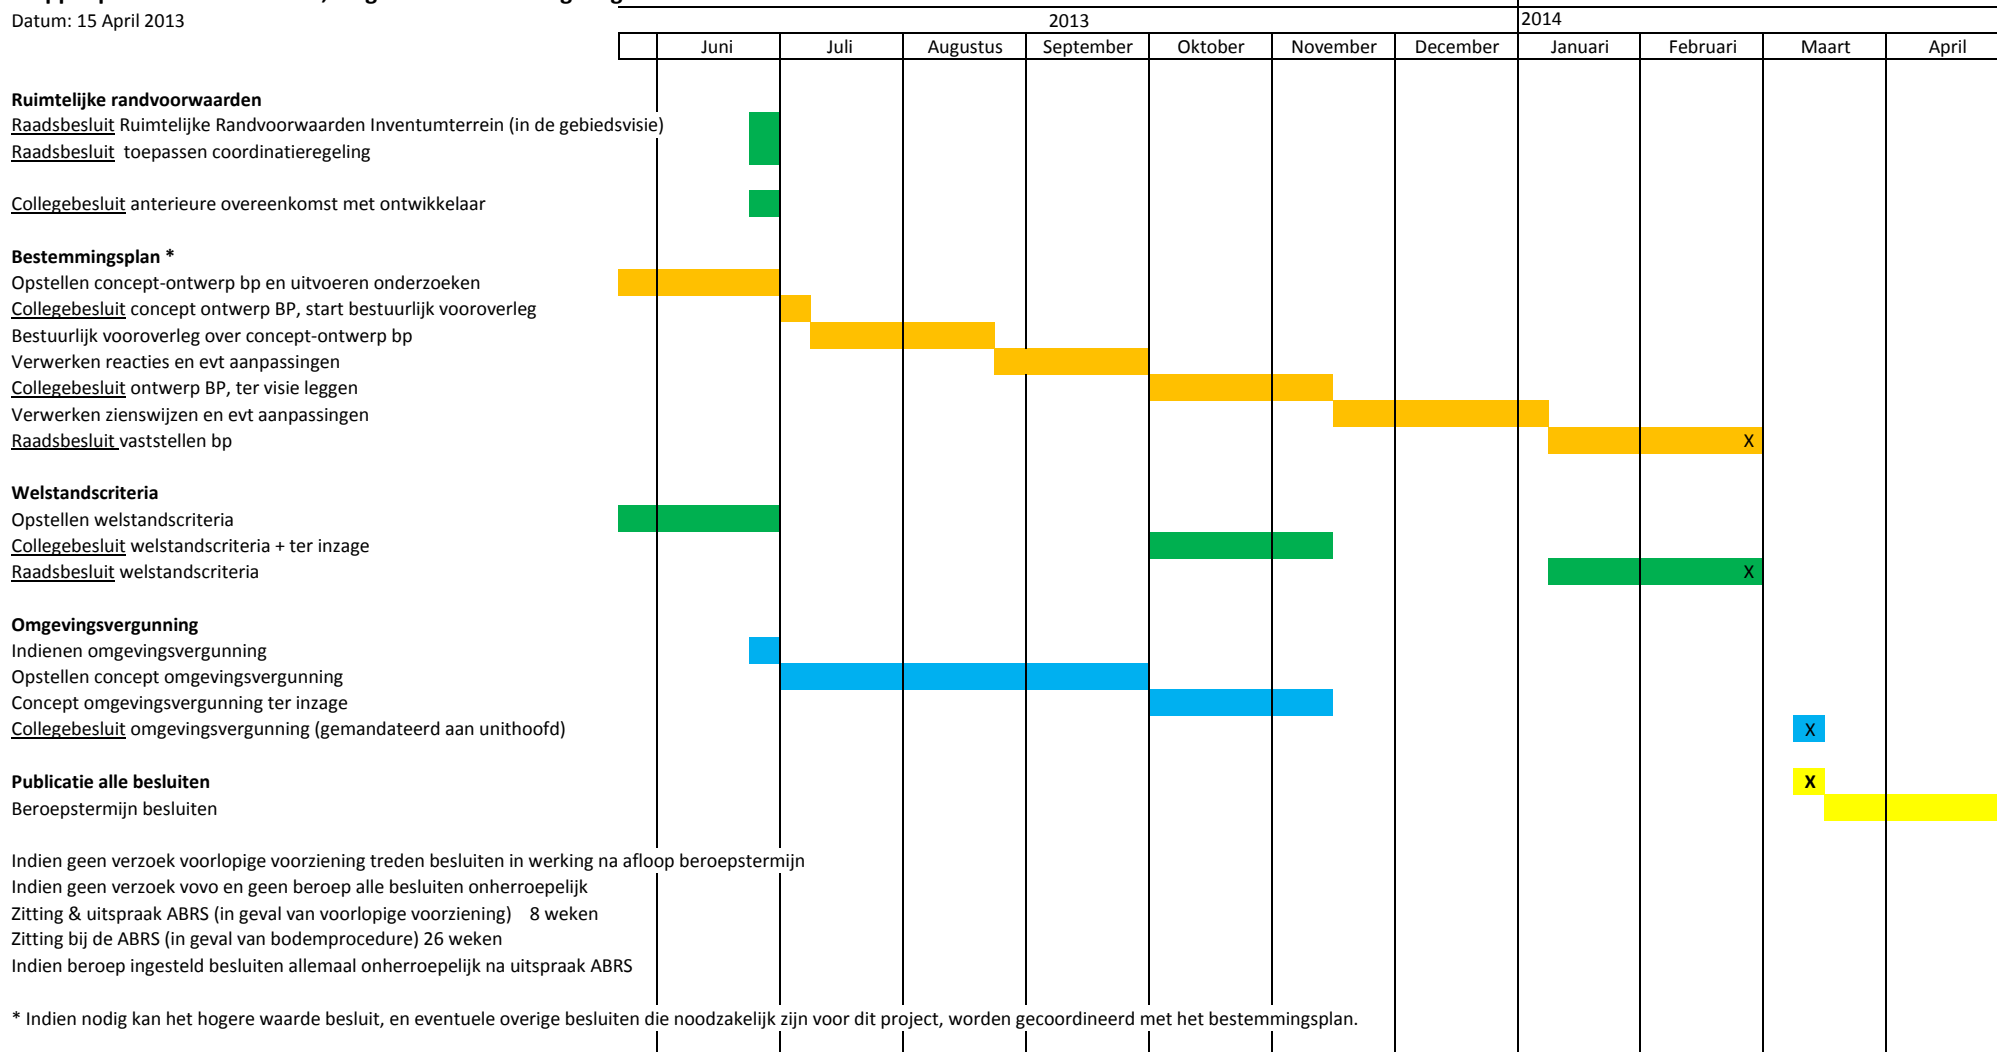 Datum: 15 April 2013
2013
2014
Juni Juli Augustus September Oktober November December Januari Februari Maart April
Ruimtelijke randvoorwaarden
Raadsbesluit Ruimtelijke Randvoorwaarden Inventumterrein (in de gebiedsvisie)
Raadsbesluit toepassen coordinatieregeling
Collegebesluit anterieure overeenkomst met ontwikkelaar
Bestemmingsplan *
Opstellen concept-ontwerp bp en uitvoeren onderzoeken
Collegebesluit concept ontwerp BP, start bestuurlijk vooroverleg
Bestuurlijk vooroverleg over concept-ontwerp bp
Verwerken reacties en evt aanpassingen
Collegebesluit ontwerp BP, ter visie leggen
Verwerken zienswijzen en evt aanpassingen
Raadsbesluit vaststellen bp X
Welstandscriteria
Opstellen welstandscriteria
Collegebesluit welstandscriteria + ter inzage
Raadsbesluit welstandscriteria X
Omgevingsvergunning
Indienen omgevingsvergunning
Opstellen concept omgevingsvergunning
Concept omgevingsvergunning ter inzage
Collegebesluit omgevingsvergunning (gemandateerd aan unithoofd) X
Publicatie alle besluiten X
Beroepstermijn besluiten
Indien geen verzoek voorlopige voorziening treden besluiten in werking na afloop beroepstermijn
Indien geen verzoek vovo en geen beroep alle besluiten onherroepelijk
Zitting & uitspraak ABRS (in geval van voorlopige voorziening) 8 weken
Zitting bij de ABRS (in geval van bodemprocedure) 26 weken
Indien beroep ingesteld besluiten allemaal onherroepelijk na uitspraak ABRS
* Indien nodig kan het hogere waarde besluit, en eventuele overige besluiten die noodzakelijk zijn voor dit project, worden gecoordineerd met het bestemmingsplan.